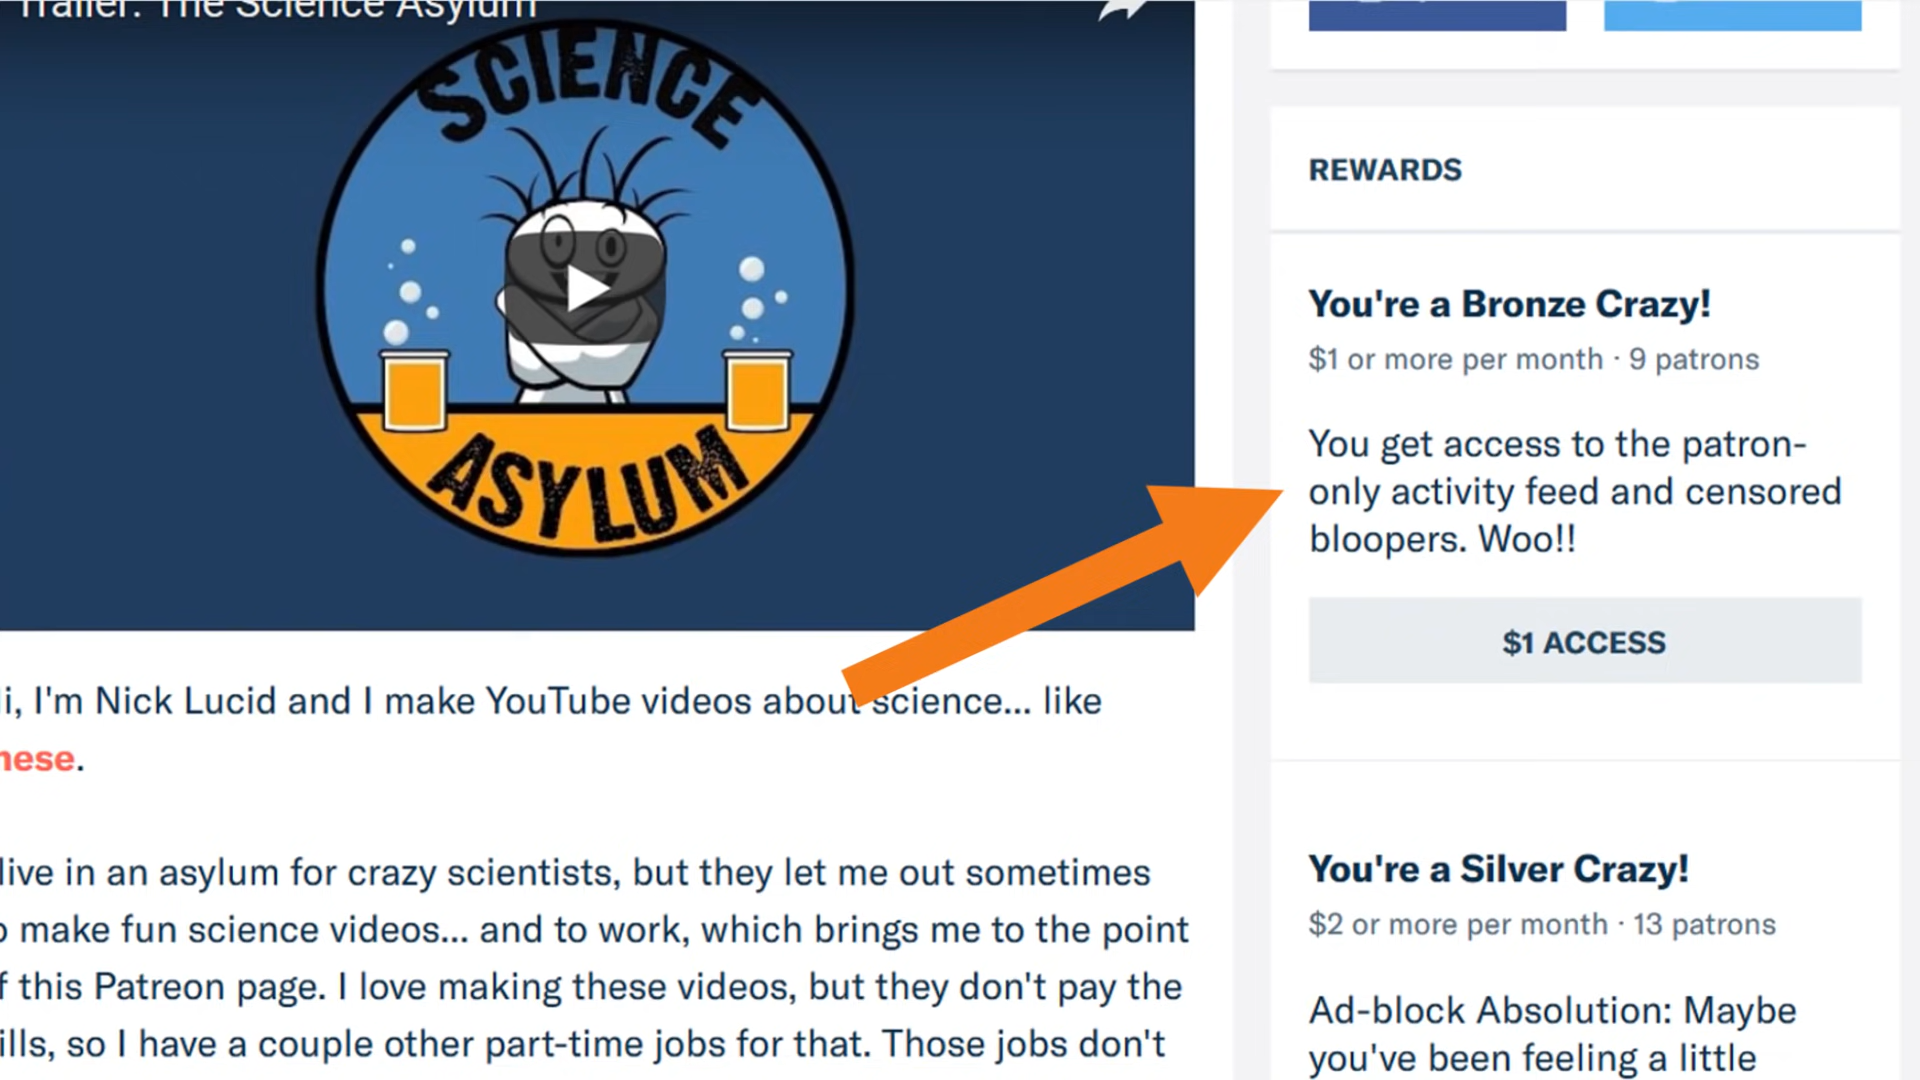 Trailer: The Science Asylum
SCIENCE
ASYLUM
I'm Nick Lucid and I make YouTube videos about science... like
live in an asylum for crazy scientists, but they let me out sometimes
make fun science videos... and to work, which brings me to the point
this Patreon page. I love making these videos, but they don't pay the
so I have a couple other part-time jobs for that. Those jobs don't
REWARDS
You're a Bronze Crazy!
$1 or more per month · 9 patrons
You get access to the patron-
only activity feed and censored
bloopers. Woo!!
$1 ACCESS
You're a Silver Crazy!
$2 or more per month · 13 patrons
Ad-block Absolution: Maybe
you've been feeling a little